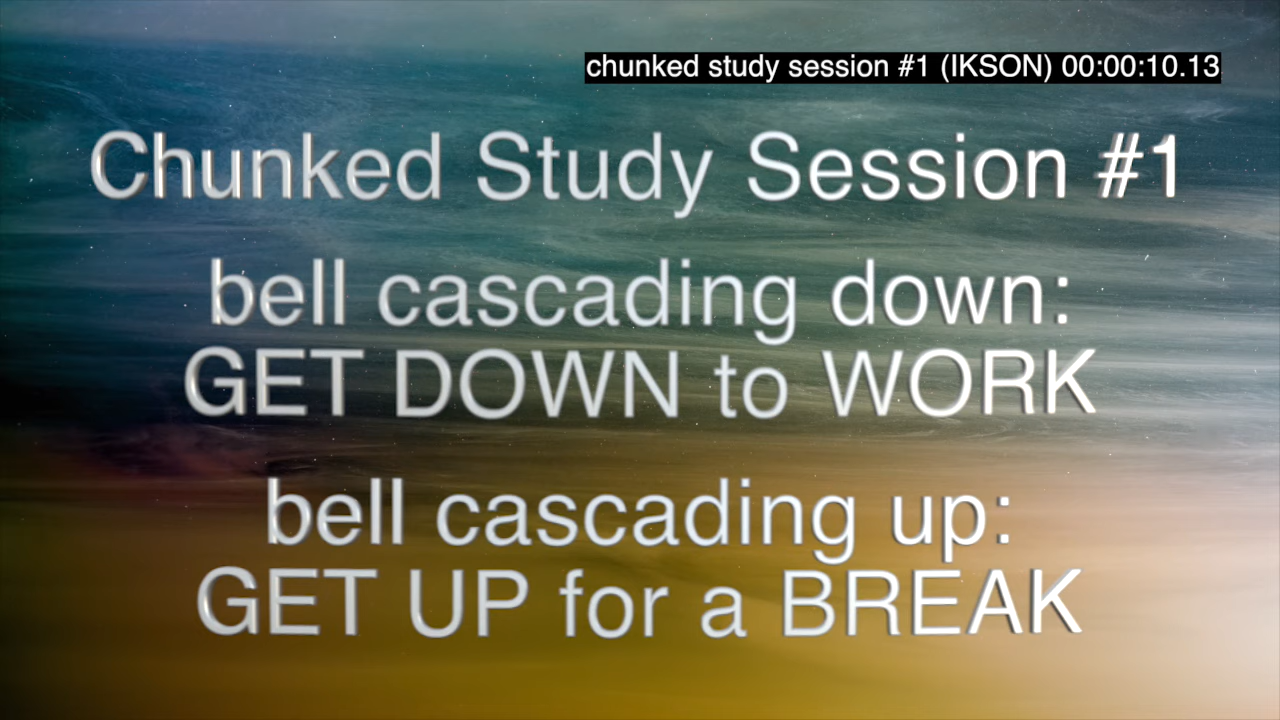 chunked study session #1 (IKSON) 00:00:10.13
Chunked Study Session #1
bell cascading down:
GET DOWN to WORK
bell cascading up:
GET UP for a BREAK